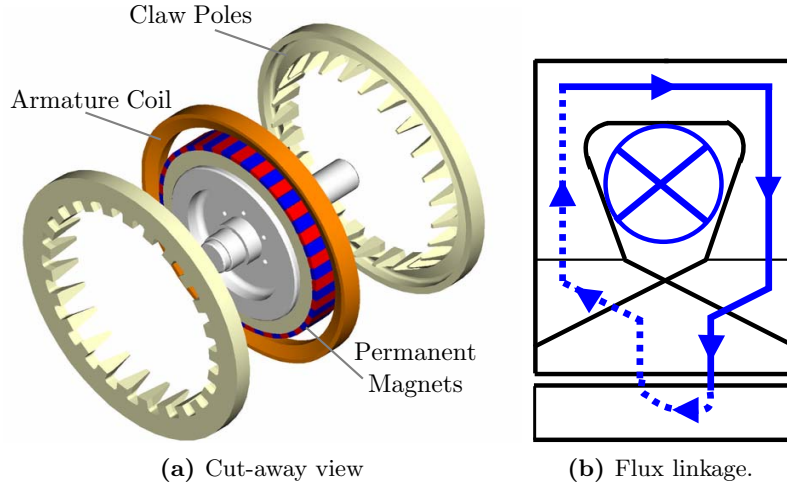 Claw Poles
Armature Coil
Permanent
Magnets
(a) Cut-away view
(b) Flux linkage.